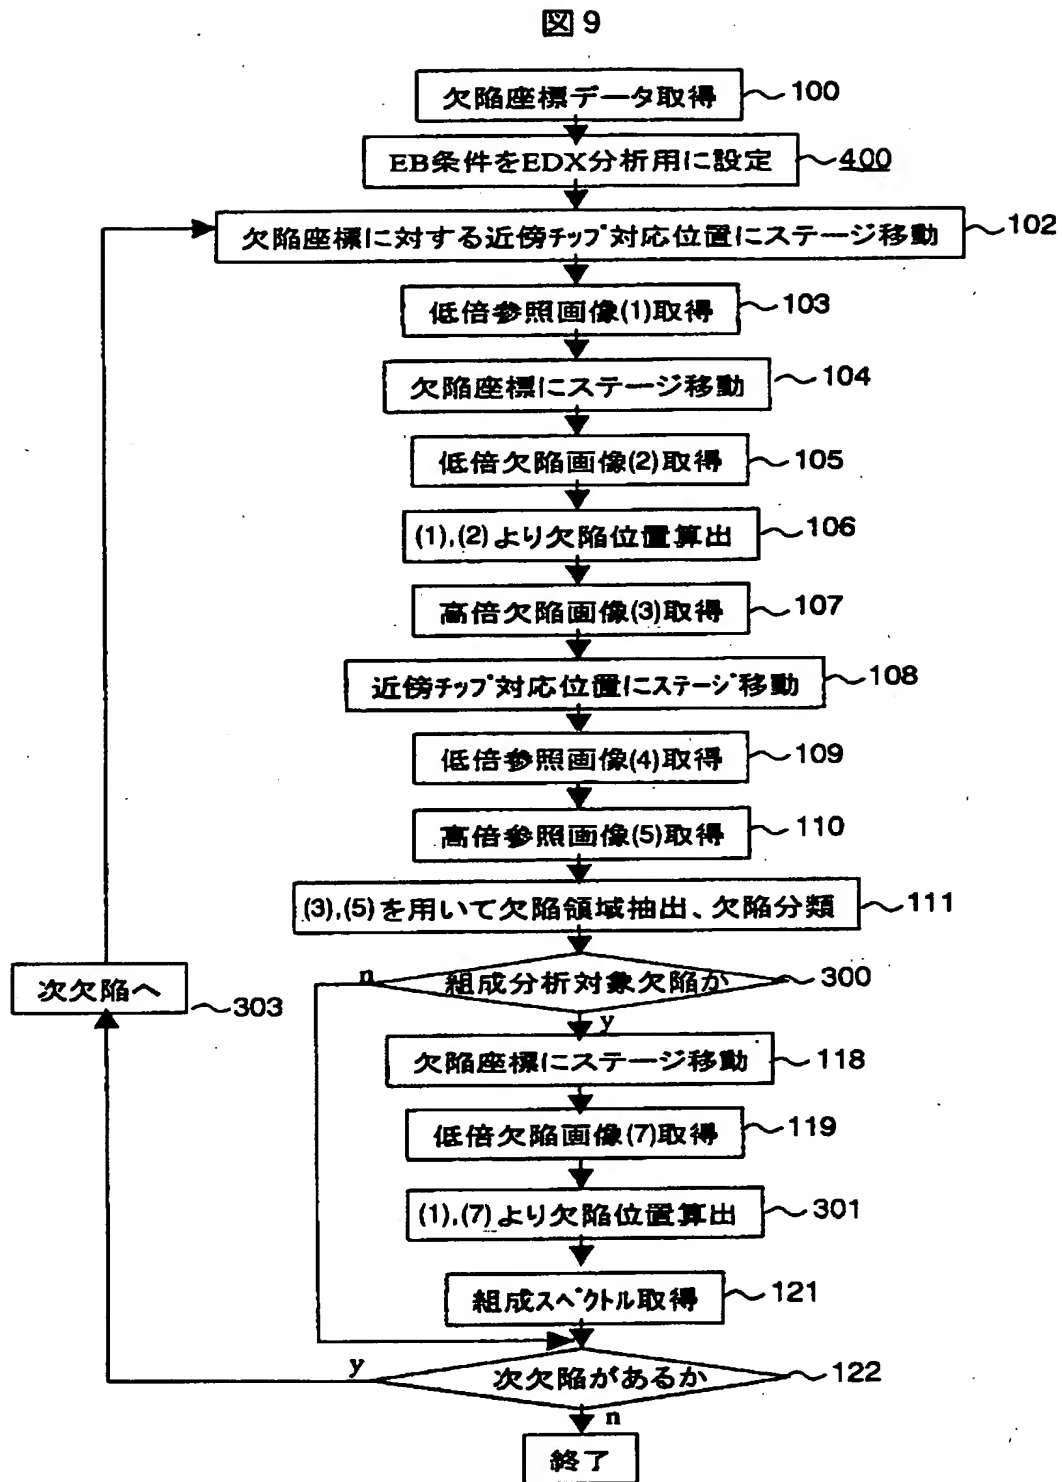 図9
欠陥座標データ取得 100
EB条件をEDX分析用に設定 400
欠陥座標に対する近傍チップ対応位置にステージ移動 102
低倍参照画像(1)取得 103
欠陥座標にステージ移動 104
低倍欠陥画像(2)取得 105
(1),(2)より欠陥位置算出 106
高倍欠陥画像(3)取得 107
近傍チップ対応位置にステージ移動 108
低倍参照画像(4)取得 109
高倍参照画像(5)取得 110
(3),(5)を用いて欠陥領域抽出、欠陥分類 111
n 組成分析対象欠陥か 300
次欠陥へ 303
y
欠陥座標にステージ移動 118
低倍欠陥画像(7)取得 119
(1),(7)より欠陥位置算出 301
組成スペクトル取得 121
y 次欠陥があるか 122
n
終了